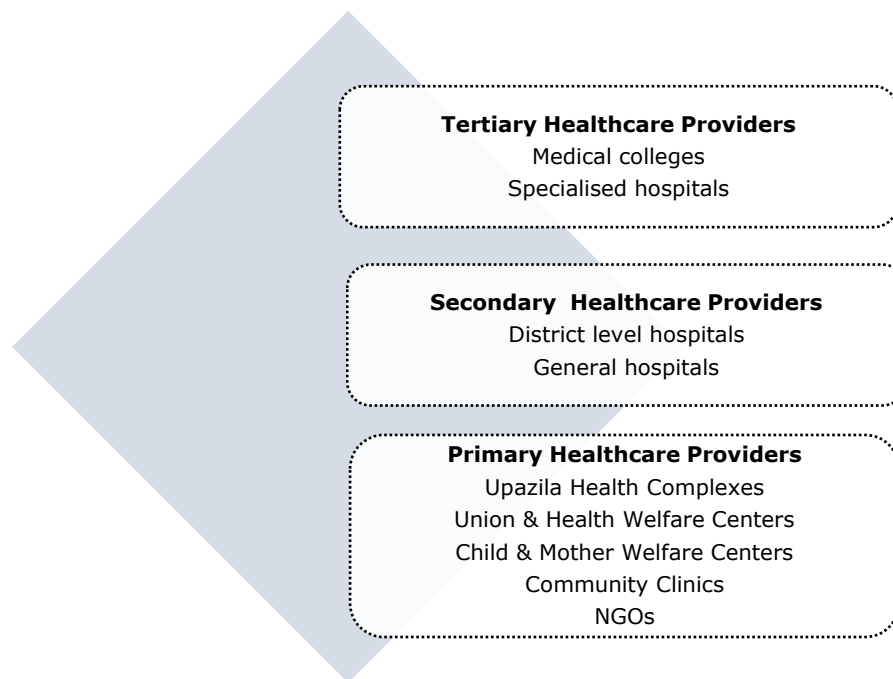 Tertiary Healthcare Providers
Medical colleges
Specialised hospitals
Secondary Healthcare Providers
District level hospitals
General hospitals
Primary Healthcare Providers
Upazila Health Complexes
Union & Health Welfare Centers
Child & Mother Welfare Centers
Community Clinics
NGOs